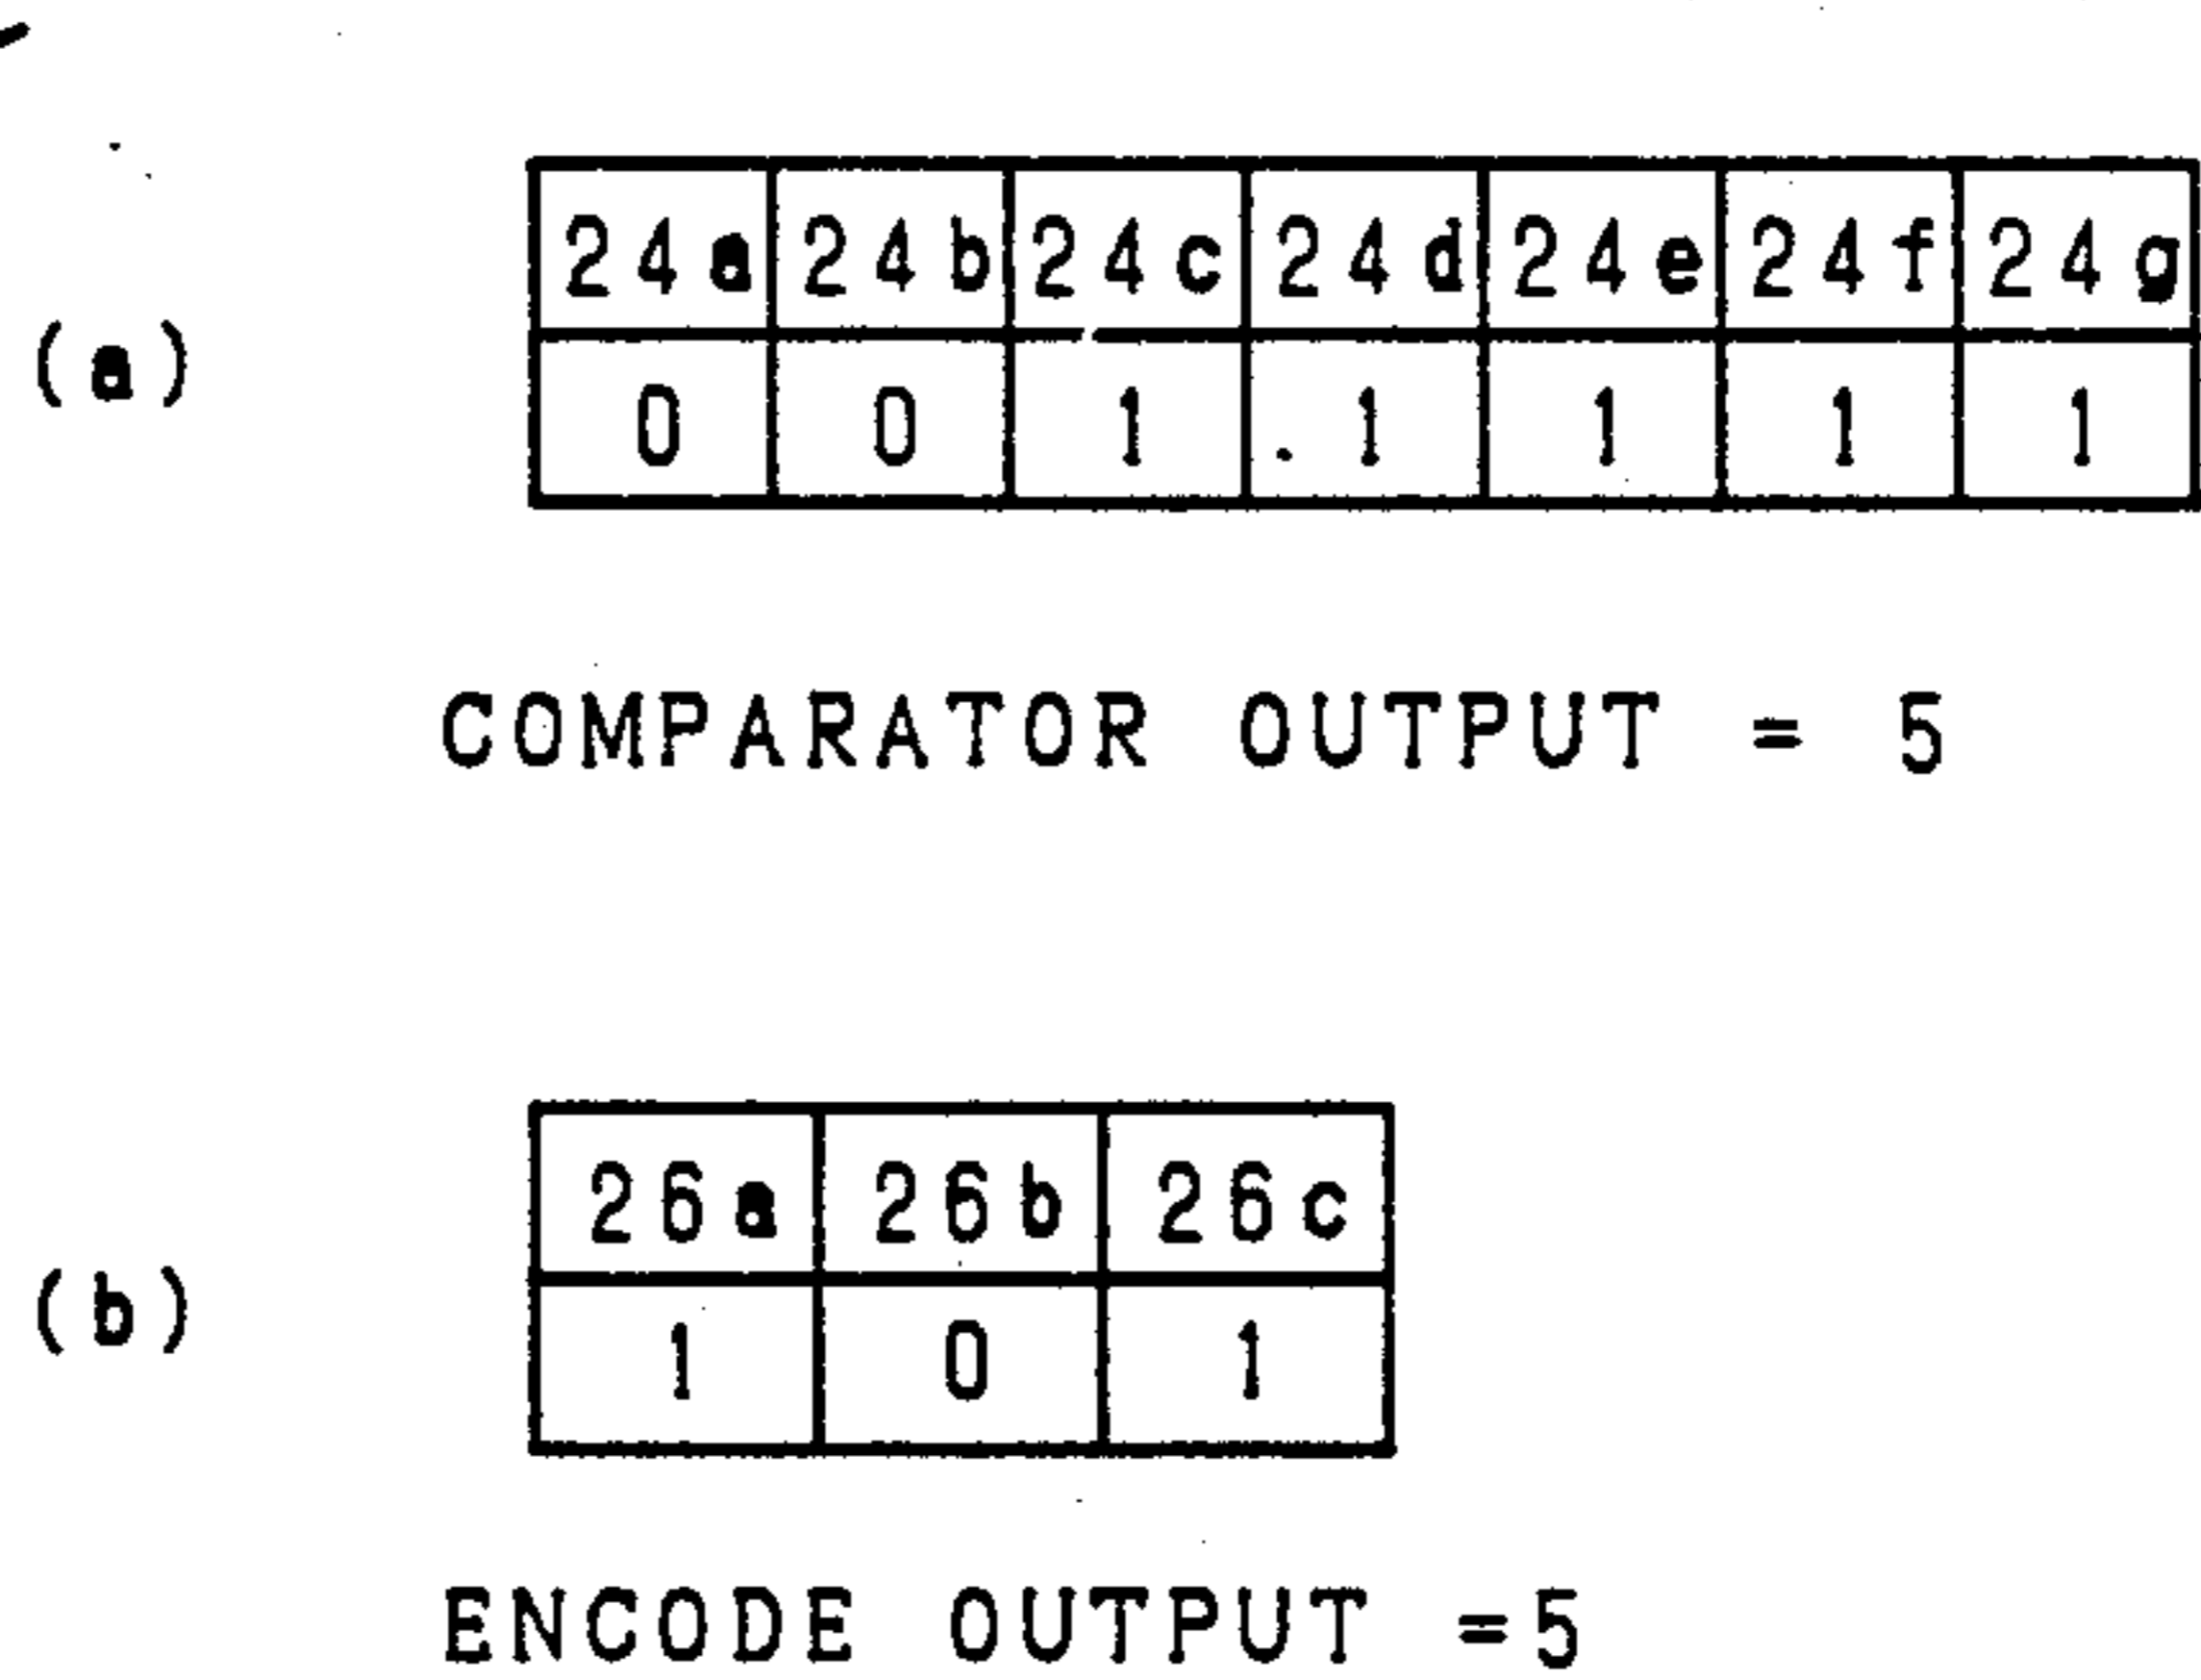 24a 24b 24c 24d 24e 24f 24g
(a)
0 0 1 1 1 1 1
COMPARATOR OUTPUT = 5
26a 26b 26c
(b)
1 0 1
ENCODE OUTPUT =5